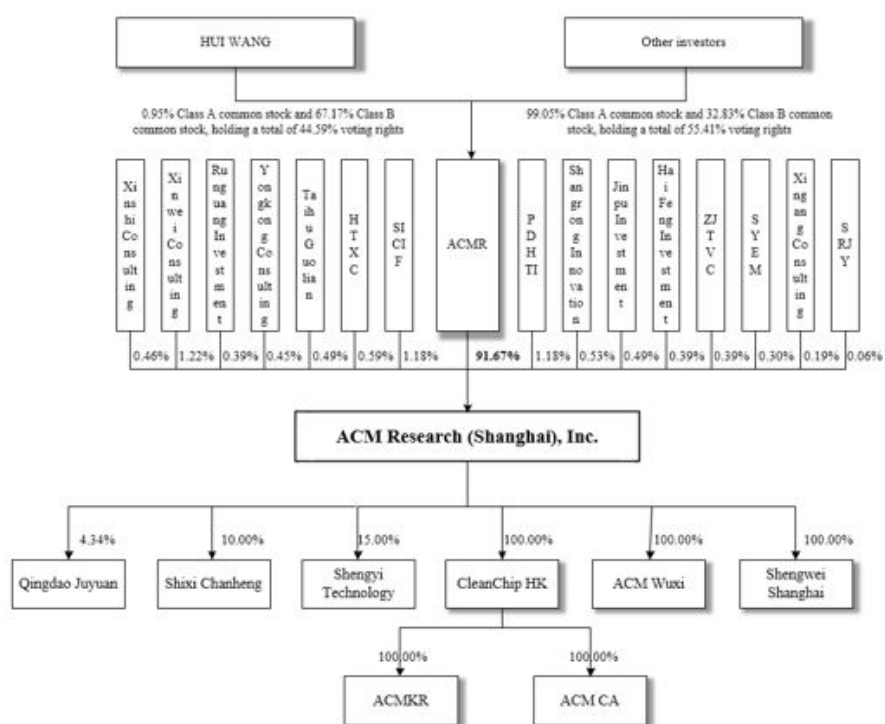 HUI WANG
Other investors
0.95% Class A common stock and 67.17% Class B
common stock, holding a total of 44.59% voting rights
99.05% Class A common stock and 32.83% Class B common
stock, holding a total of 55.41% voting rights
Xinshi Consulting
Xinwei Consulting
Runguang Investment
Yongkong Consulting
Taihu Guolian
HTXC
SICIF
ACMR
PDHTI
Shangrong Innovation
Jinpu Investment
Hai Feng Investment
ZJTVC
SYEM
Xingang Consulting
SRJY
0.46% 1.22% 0.39% 0.45% 0.49% 0.59% 1.18% 91.67% 1.18% 0.53% 0.49% 0.39% 0.39% 0.30% 0.19% 0.06%
ACM Research (Shanghai), Inc.
4.34% 10.00% 15.00% 100.00% 100.00% 100.00%
Qingdao Juyuan
Shixi Chanheng
Shengyi
Technology
CleanChip HK
ACM Wuxi
Shengwei
Shanghai
100.00% 100.00%
ACMKR
ACM CA